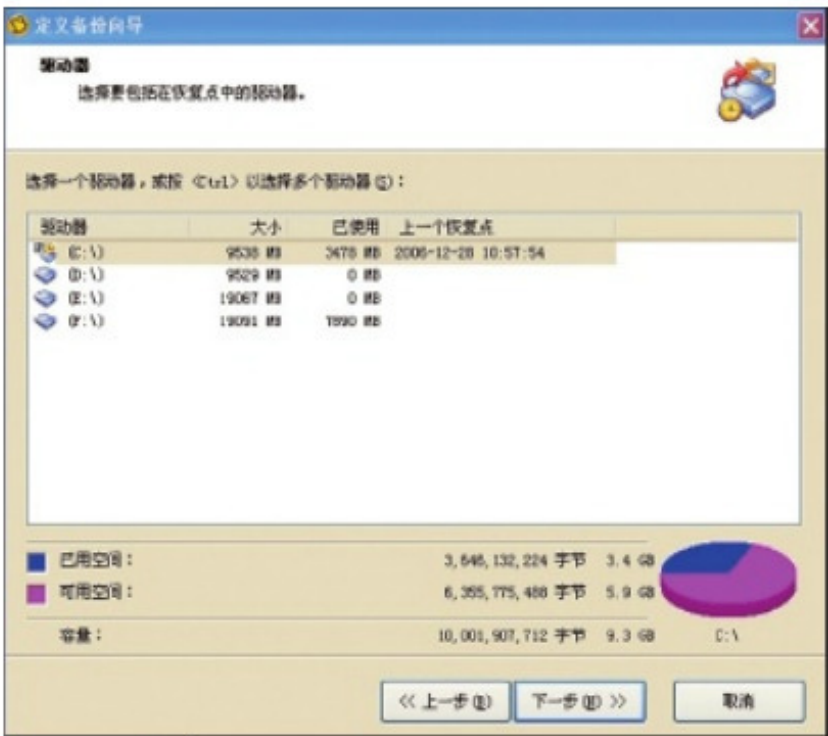 定义备份向导
驱动器
选择要包括在恢复点中的驱动器。
选择一个驱动器，或按 <Ctrl> 以选择多个驱动器(S)：
驱动器 大小 已使用 上一个恢复点
(C:\) 9538 MB 3478 MB 2006-12-28 10:57:54
(D:\) 9529 MB 0 MB
(E:\) 19067 MB 0 MB
(F:\) 19091 MB 7890 MB
已用空间： 3,646,132,224 字节 3.4 GB
可用空间： 6,355,775,488 字节 5.9 GB
容量： 10,001,907,712 字节 9.3 GB
C:\
<< 上一步(B) 下一步(N) >> 取消